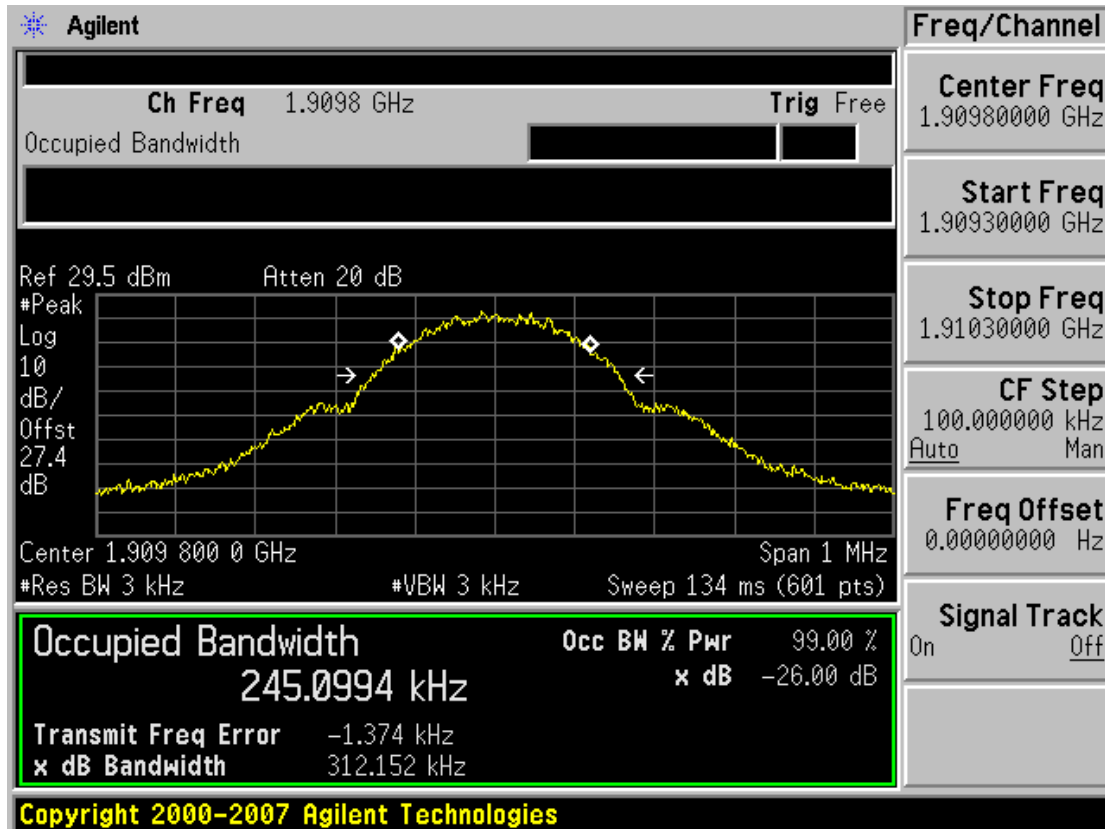 Agilent
Freq/Channel
Ch Freq 1.9098 GHz Trig Free
Occupied Bandwidth
Center Freq
1.90980000 GHz
Start Freq
1.90930000 GHz
Ref 29.5 dBm Atten 20 dB
#Peak
Log
10
dB/
Offst
27.4
dB
Stop Freq
1.91030000 GHz
CF Step
100.000000 kHz
Auto Man
Center 1.909 800 0 GHz Span 1 MHz
#Res BW 3 kHz #VBW 3 kHz Sweep 134 ms (601 pts)
Freq Offset
0.00000000 Hz
Occupied Bandwidth Occ BW % Pwr 99.00 %
245.0994 kHz x dB -26.00 dB
Transmit Freq Error -1.374 kHz
x dB Bandwidth 312.152 kHz
Signal Track
On Off
Copyright 2000-2007 Agilent Technologies